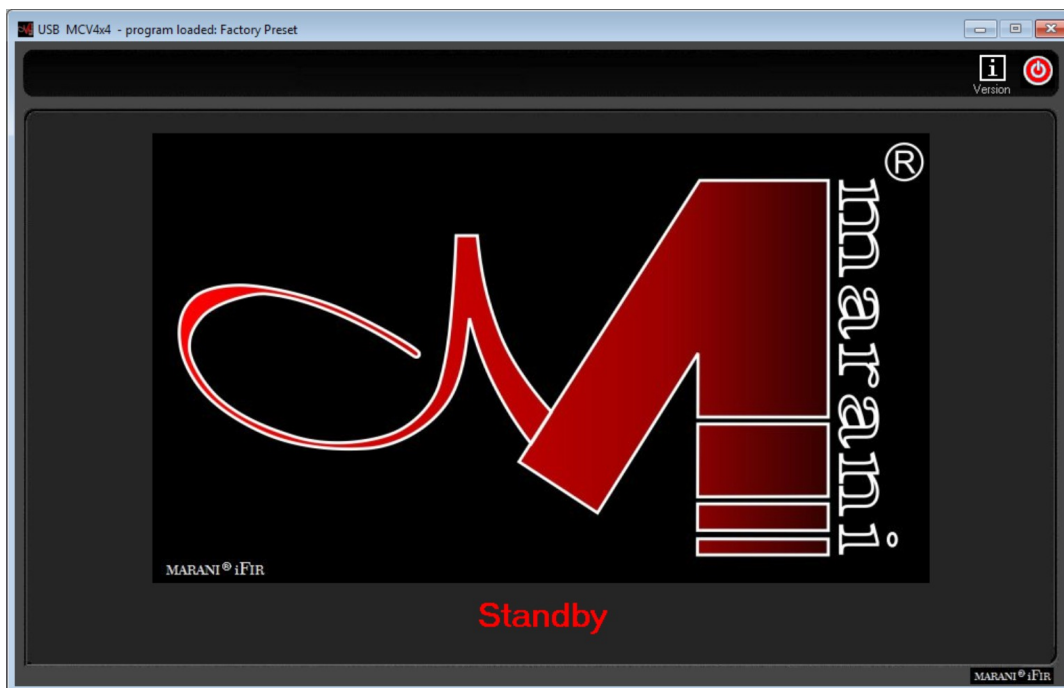 USB MCV4x4 - program loaded: Factory Preset
i
Version
®
marani
MARANI® iFIR
Standby
MARANI® iFIR